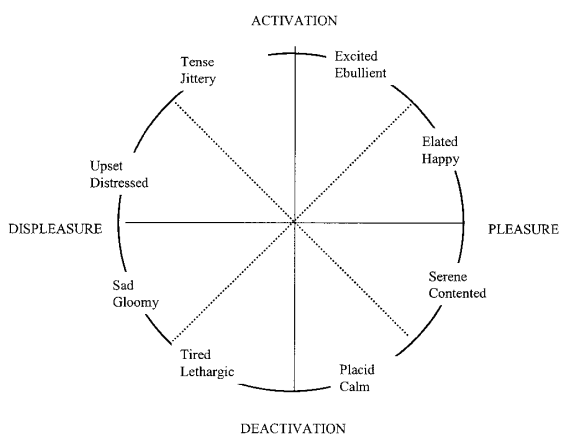 ACTIVATION
Tense
Jittery
Excited
Ebullient
Upset
Distressed
Elated
Happy
DISPLEASURE
PLEASURE
Sad
Gloomy
Serene
Contented
Tired
Lethargic
Placid
Calm
DEACTIVATION